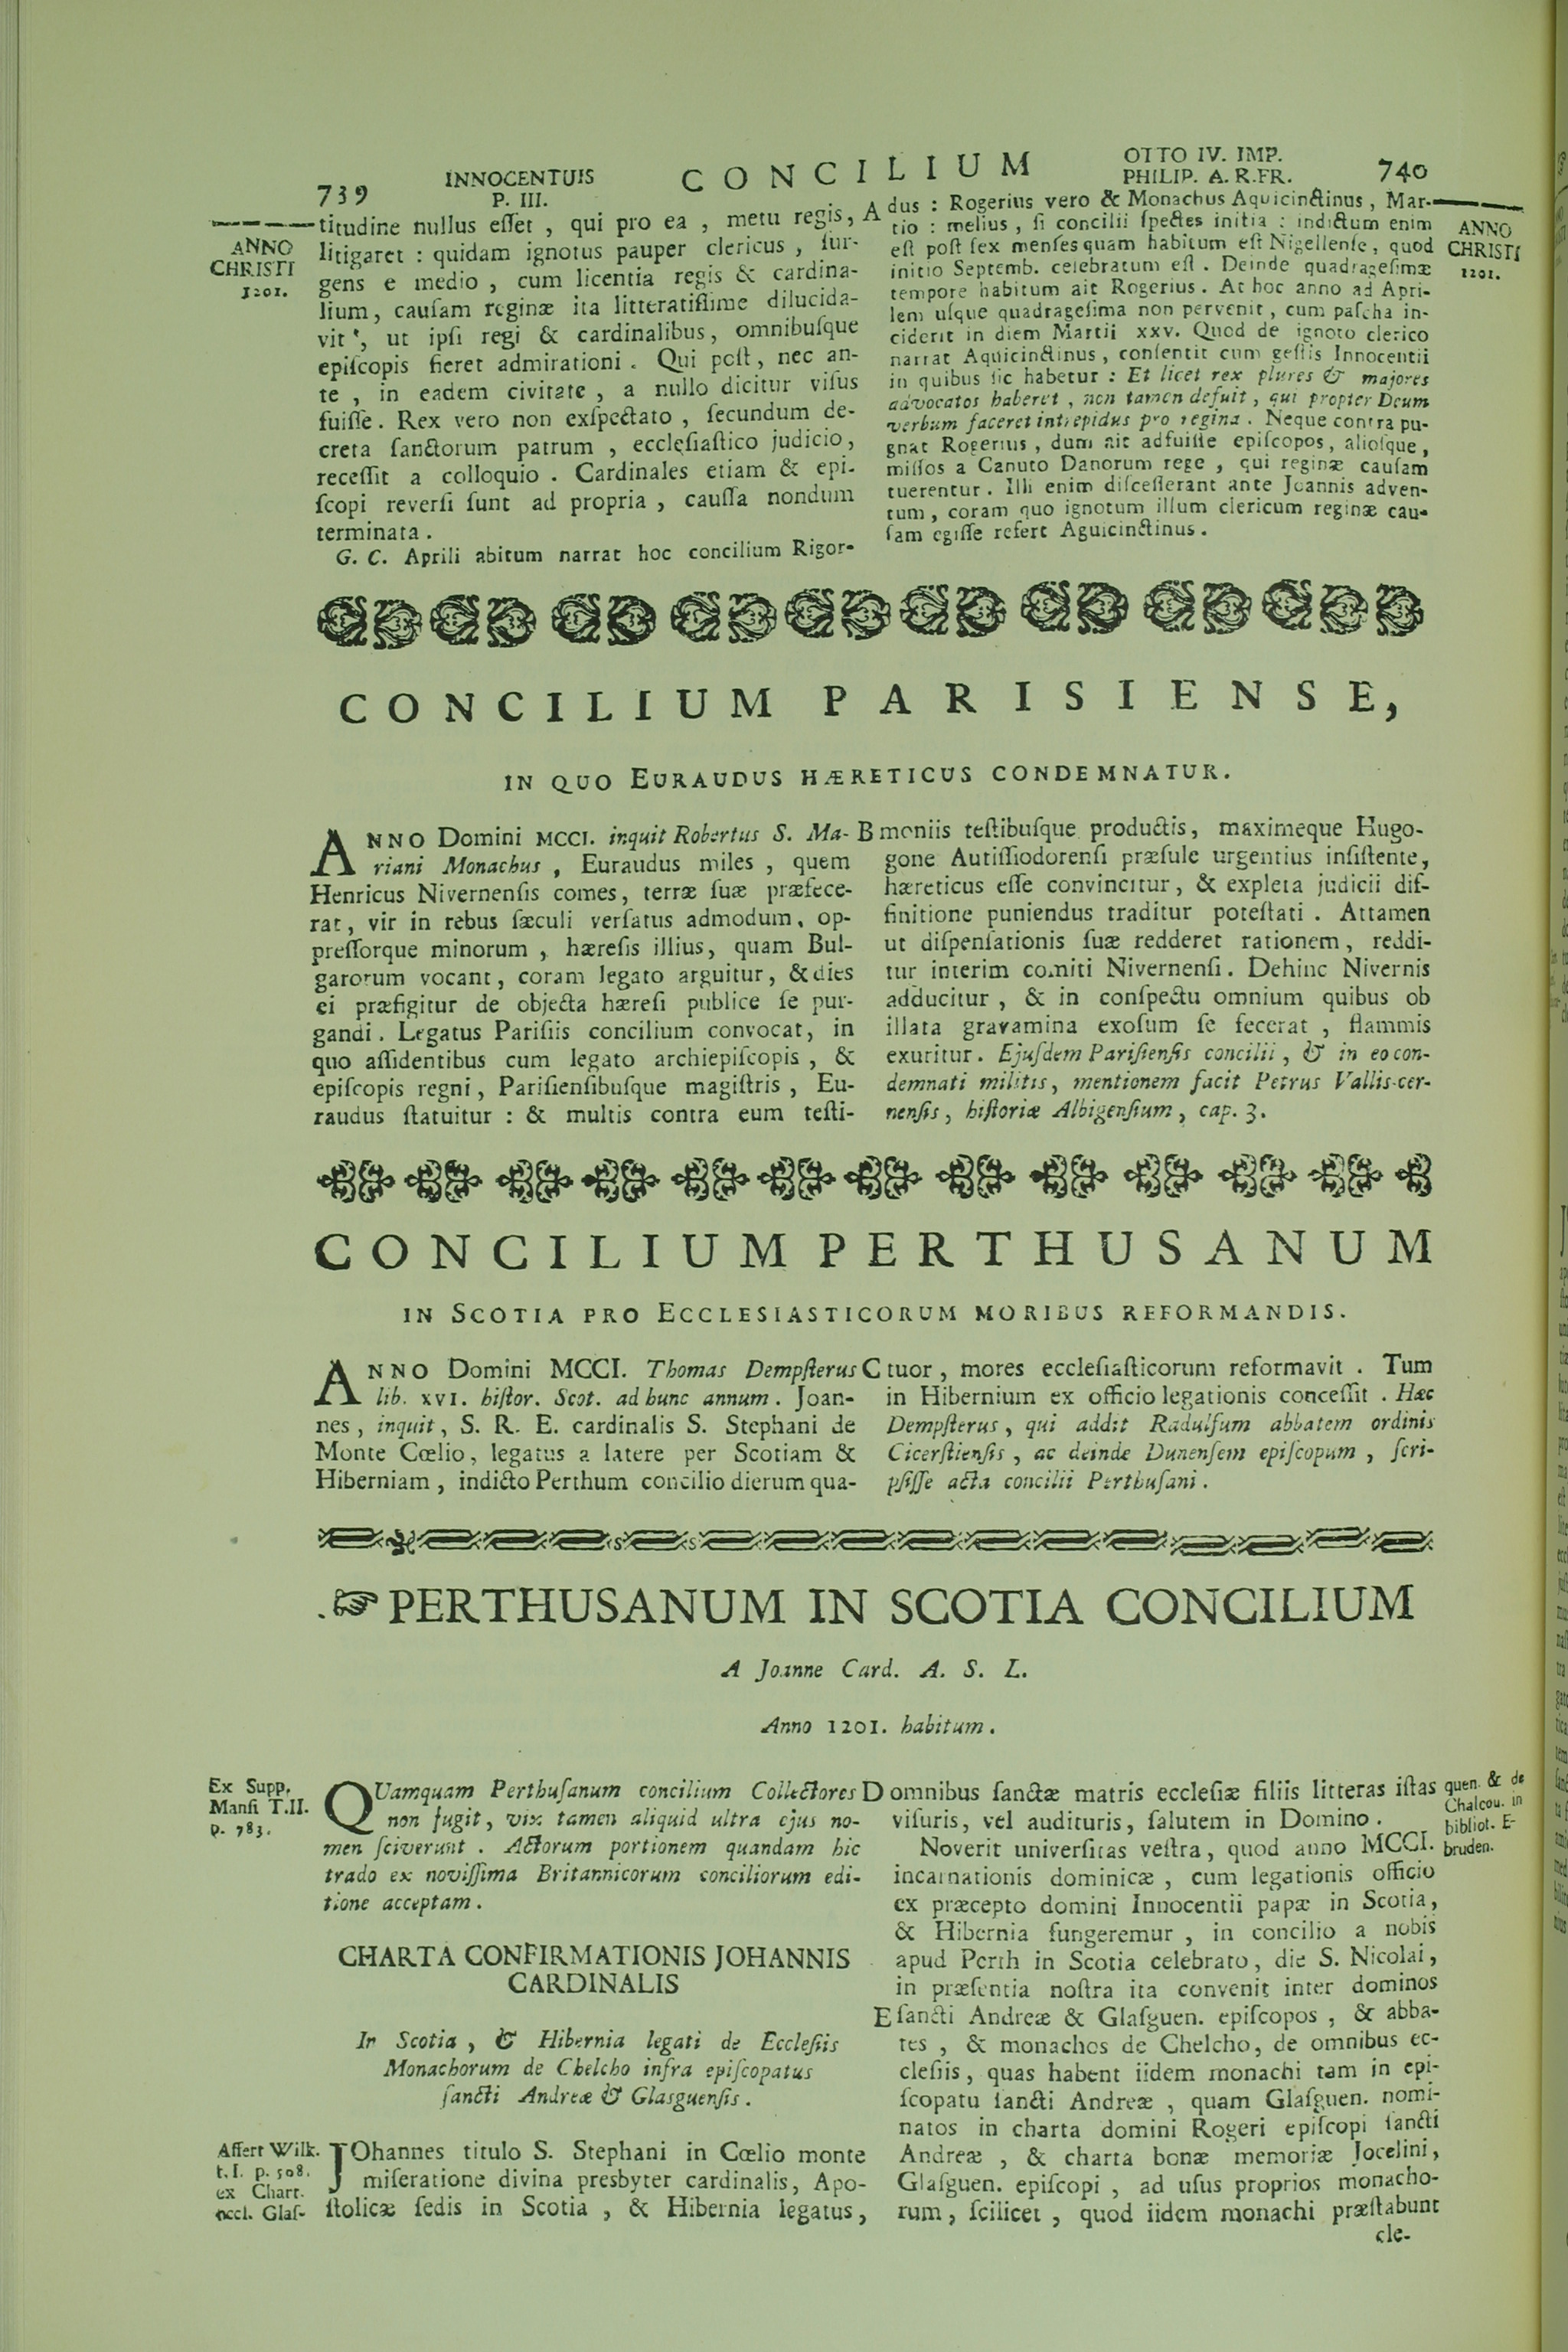 739
INNOCENTUIS
P. III.
CONCILIUM
OTTO IV. IMP.
PHILIP. A. R.FR.
740
ANNO
CHRISTI
1201.
titudine nullus eſſet , qui pro ea , metu regis,
litigaret : quidam ignotus pauper clericus , ſur-
gens e medio , cum licentia regis & cardina-
lium, cauſam reginæ ita litteratiſſime dilucida-
vit, ut ipſi regi & cardinalibus, omnibuſque
epiſcopis fieret admirationi . Qui poſt, nec an-
te , in eadem civitate , a nullo dicitur viſus
fuiſſe. Rex vero non exſpectato , ſecundum de-
creta ſanctorum patrum , eccleſiaſtico judicio,
receſſit a colloquio . Cardinales etiam & epi-
ſcopi reverſi ſunt ad propria , cauſſa nondum
terminata .
G. C. Aprili abitum narrat hoc concilium Rigor-
A
dus : Rogerius vero & Monachus Aquicinctinus , Mar-
tio : melius , ſi concilii ſpectes initia : indictum enim
eſt poſt ſex menſes quam habitum eſt Nigellenſe, quod
initio Septemb. celebratum eſt . Deinde quadrageſimæ
tempore habitum ait Rogerius . At hoc anno ad Apri-
lem uſque quadrageſima non pervenit, cum paſcha in-
ciderit in diem Martii XXV. Quod de ignoto clerico
narrat Aquicinctinus , conſentit cum geſtis Innocentii
in quibus ſic habetur : Et licet rex plures & majores
advocatos haberet , non tamen defuit , qui propter Deum
verbum faceret intrepidus pro regina . Neque contra pu-
gnat Rogerius , dum ait adfuiſſe epiſcopos, alioſque,
miſſos a Canuto Danorum rege , qui reginæ cauſam
tuerentur . Illi enim diſceſſerant ante Joannis adven-
tum, coram quo ignotum illum clericum reginæ cau-
ſam egiſſe refert Aguicinctinus .
ANNO
CHRISTI
1201.
CONCILIUM PARISIENSE,
IN QUO EURAUDUS HÆRETICUS CONDEMNATUR.
ANNO Domini MCCI. inquit Robertus S. Ma-
riani Monachus , Euraudus miles , quem
Henricus Nivernenſis comes, terræ ſuæ præfece-
rat, vir in rebus ſæculi verſatus admodum, op-
preſſorque minorum , hæreſis illius, quam Bul-
garorum vocant, coram legato arguitur, & dies
ei præfigitur de objecta hæreſi publice ſe pur-
gandi. Legatus Pariſiis concilium convocat, in
quo aſſidentibus cum legato archiepiſcopis , &
epiſcopis regni, Pariſienſibuſque magiſtris , Eu-
raudus ſtatuitur : & multis contra eum teſti-
B
moniis teſtibuſque productis, maximeque Hugo-
gone Autiſſiodorenſi præſule urgentius inſiſtente,
hæreticus eſſe convincitur, & expleta judicii dif-
finitione puniendus traditur poteſtati . Attamen
ut diſpenſationis ſuæ redderet rationem, reddi-
tur interim comiti Nivernenſi. Dehinc Nivernis
adducitur , & in conſpectu omnium quibus ob
illata gravamina exoſum ſe fecerat , flammis
exuritur. Ejuſdem Pariſienſis concilii, & in eo con-
demnati militis, mentionem facit Petrus Vallis-cer-
nenſis, hiſtoriæ Albigenſium , cap. 3.
CONCILIUM PERTHUSANUM
IN SCOTIA PRO ECCLESIASTICORUM MORIBUS REFORMANDIS.
ANNO Domini MCCI. Thomas Dempſterus
lib. XVI. hiſtor. Scot. ad hunc annum. Joan-
nes, inquit, S. R. E. cardinalis S. Stephani de
Monte Cœlio, legatus a latere per Scotiam &
Hiberniam , indicto Perthum concilio dierum qua-
C
tuor , mores eccleſiaſticorum reformavit . Tum
in Hibernium ex officio legationis conceſſit . Hæc
Dempſterus , qui addit Radulfum abbatem ordinis
Cicerſtienſis , ac deinde Dunenſem epiſcopum , ſcri-
pſiſſe acta concilii Perthuſani .
☞ PERTHUSANUM IN SCOTIA CONCILIUM
A Joanne Card. A. S. L.
Anno 1201. habitum .
Ex Supp.
Manſi T.II.
p. 783.
QUamquam Perthuſanum concilium Collectores
non fugit, vix tamen aliquid ultra ejus no-
men ſciverunt . Actorum portionem quandam hic
trado ex noviſſima Britannicorum conciliorum edi-
tione acceptam .
CHARTA CONFIRMATIONIS JOHANNIS
CARDINALIS
In Scotia , & Hibernia legati de Eccleſiis
Monachorum de Chelcho infra epiſcopatus
ſancti Andreæ & Glasguenſis .
Affert Wilk.
t. I. p. 508.
ex Chart.
eccl. Glaſ-
JOhannes titulo S. Stephani in Cœlio monte
miſeratione divina presbyter cardinalis, Apo-
ſtolicæ ſedis in Scotia , & Hibernia legatus,
D
omnibus ſanctæ matris eccleſiæ filiis litteras iſtas
viſuris, vel audituris, ſalutem in Domino .
Noverit univerſitas veſtra, quod anno MCCI.
incarnationis dominicæ , cum legationis officio
ex præcepto domini Innocentii papæ in Scotia,
& Hibernia fungeremur , in concilio a nobis
apud Perth in Scotia celebrato, die S. Nicolai,
in præſentia noſtra ita convenit inter dominos
E
ſancti Andreæ & Glaſguen. epiſcopos , & abba-
tes , & monachos de Chelcho, de omnibus ec-
cleſiis, quas habent iidem monachi tam in epi-
ſcopatu ſancti Andreæ , quam Glaſguen. nomi-
natos in charta domini Rogeri epiſcopi ſancti
Andreæ , & charta bonæ memoriæ Jocelini,
Glaſguen. epiſcopi , ad uſus proprios monacho-
rum, ſcilicet , quod iidem monachi præſtabunt
cle-
quen. & de
Chalcou. in
bibliot. E-
bruden.